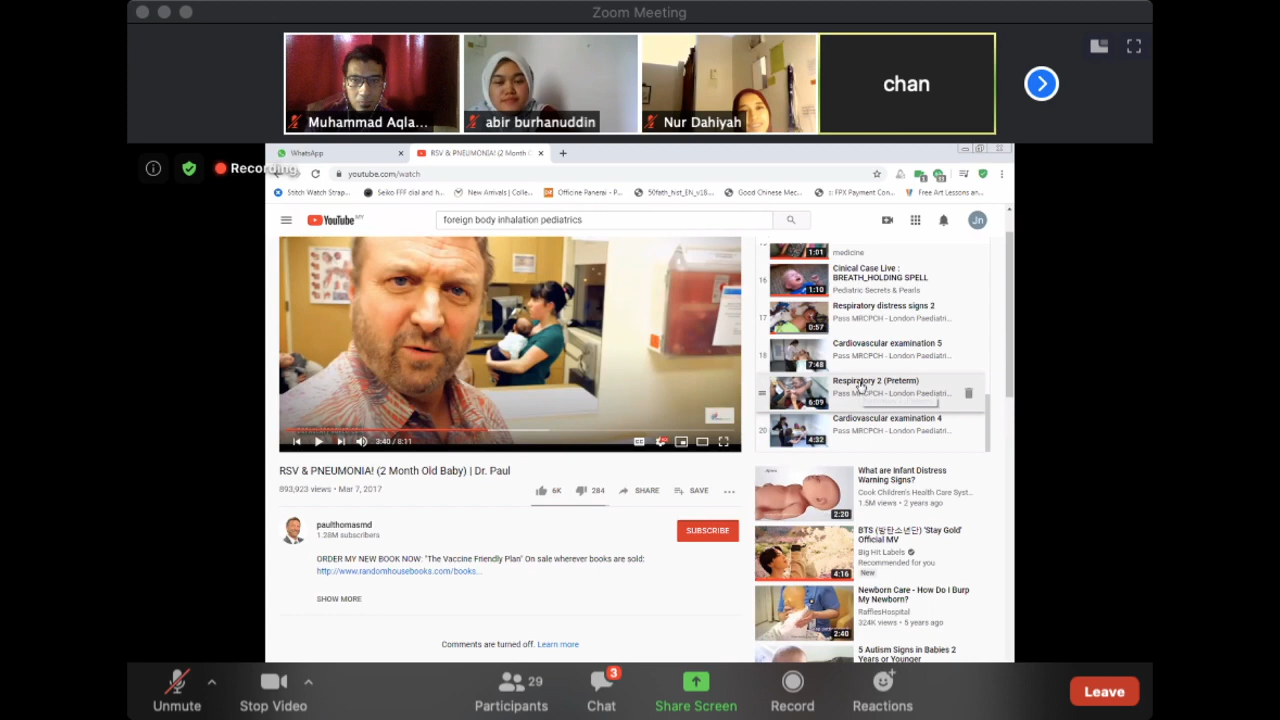 Zoom Meeting
Muhammad Aqla...
abir burhanuddin
Nur Dahiyah
chan
Recording
WhatsApp
RSV & PNEUMONIA! (2 Month O
youtube.com/watch
Stitch Watch Strap...
Seiko FFF dial and h...
New Arrivals | Colle...
Officine Panerai - P...
50fath_hist_EN_v1&...
Good Chinese Mec...
:: FPX Payment Con...
Free Art Lessons an...
YouTube MY
foreign body inhalation pediatrics
Jn
1:01
medicine
16
Cinical Case Live :
BREATH_HOLDING SPELL
Pediatric Secrets & Pearls
1:10
17
Respiratory distress signs 2
Pass MRCPCH - London Paediatri...
0:57
18
Cardiovascular examination 5
Pass MRCPCH - London Paediatri...
7:48
Respiratory 2 (Preterm)
Pass MRCPCH - London Paediatri...
6:09
20
Cardiovascular examination 4
Pass MRCPCH - London Paediatri...
4:32
3:40 / 8:11
CC
RSV & PNEUMONIA! (2 Month Old Baby) | Dr. Paul
893,923 views • Mar 7, 2017
6K
284
SHARE
SAVE
paulthomasmd
1.28M subscribers
SUBSCRIBE
ORDER MY NEW BOOK NOW: "The Vaccine Friendly Plan" On sale wherever books are sold:
http://www.randomhousebooks.com/books...
SHOW MORE
Comments are turned off. Learn more
What are Infant Distress
Warning Signs?
Cook Children's Health Care Syst...
1.5M views • 2 years ago
2:20
BTS (방탄소년단) 'Stay Gold'
Official MV
Big Hit Labels
Recommended for you
New
4:16
Newborn Care - How Do I Burp
My Newborn?
RafflesHospital
324K views • 5 years ago
2:40
5 Autism Signs in Babies 2
Years or Younger
Unmute
Stop Video
29
Participants
3
Chat
Share Screen
Record
Reactions
Leave